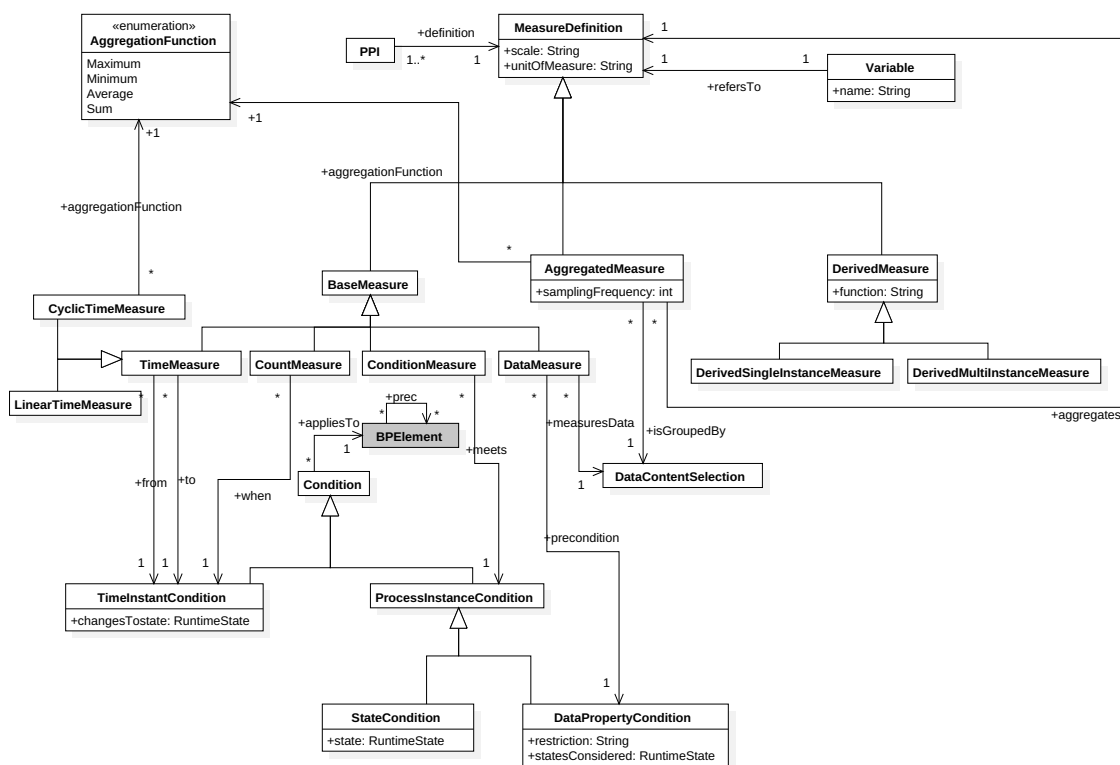 «enumeration»
AggregationFunction
Maximum
Minimum
Average
Sum
PPI
+definition
1..*
1
MeasureDefinition
+scale: String
+unitOfMeasure: String
1
1
1
+refersTo
Variable
+name: String
+1
+1
+aggregationFunction
+aggregationFunction
*
*
BaseMeasure
AggregatedMeasure
+samplingFrequency: int
DerivedMeasure
+function: String
CyclicTimeMeasure
*
*
TimeMeasure
CountMeasure
ConditionMeasure
DataMeasure
DerivedSingleInstanceMeasure
DerivedMultiInstanceMeasure
LinearTimeMeasure
*
*
*
*
*
*
+prec
*
*
+aggregates
+appliesTo
BPElement
+measuresData
+isGroupedBy
*
1
+meets
1
Condition
DataContentSelection
1
+from
+to
+when
+precondition
1
1
1
1
TimeInstantCondition
+changesTostate: RuntimeState
ProcessInstanceCondition
1
StateCondition
+state: RuntimeState
DataPropertyCondition
+restriction: String
+statesConsidered: RuntimeState